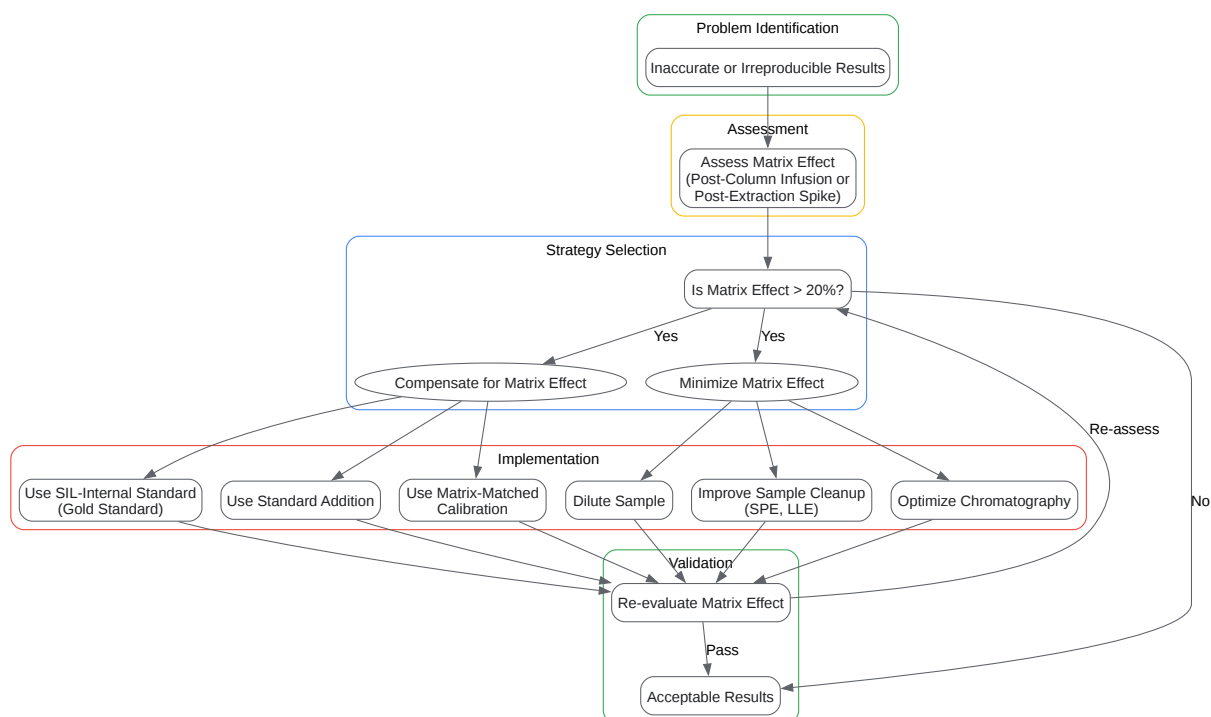 Problem Identification
Inaccurate or Irreproducible Results
Assessment
Assess Matrix Effect
(Post-Column Infusion or
Post-Extraction Spike)
Strategy Selection
Is Matrix Effect > 20%?
Yes
Yes
Compensate for Matrix Effect
Minimize Matrix Effect
Re-assess
Implementation
Use SIL-Internal Standard
(Gold Standard)
Use Standard Addition
Use Matrix-Matched
Calibration
Dilute Sample
Improve Sample Cleanup
(SPE, LLE)
Optimize Chromatography
No
Validation
Re-evaluate Matrix Effect
Pass
Acceptable Results